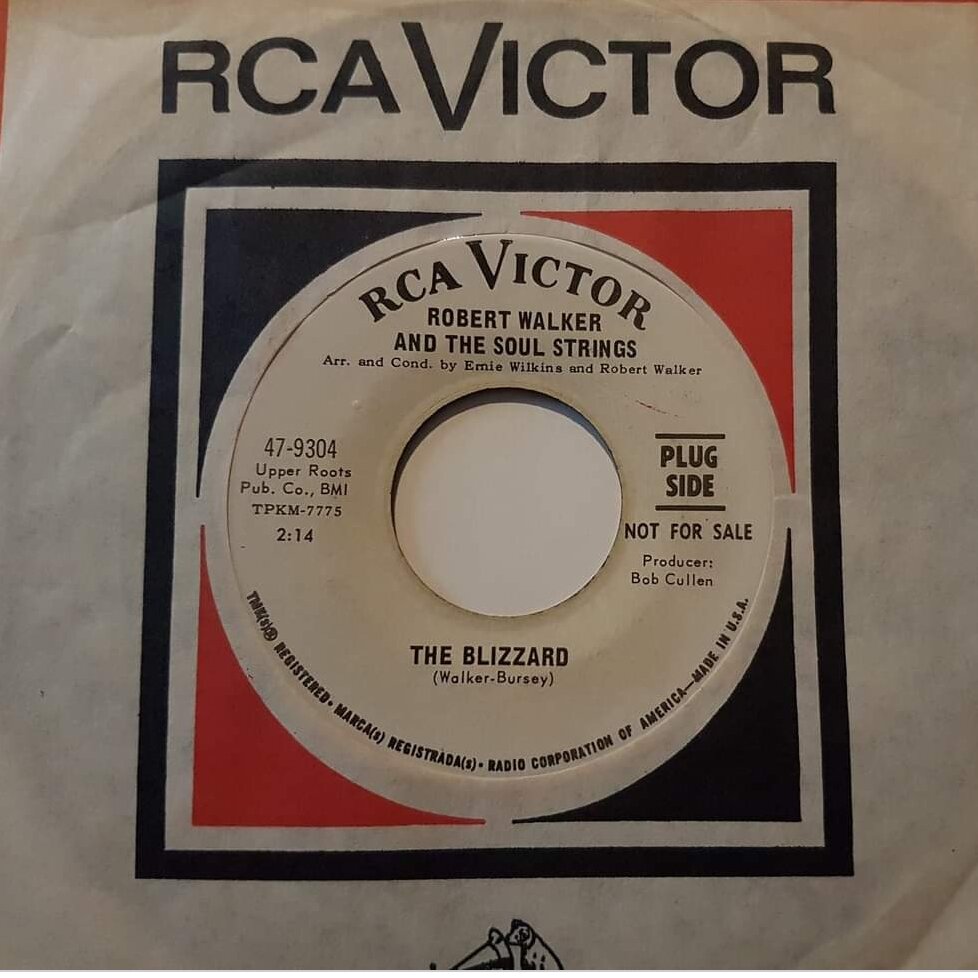 RCA VICTOR
RCA VICTOR
ROBERT WALKER
AND THE SOUL STRINGS
Arr. and Cond. by Ernie Wilkins and Robert Walker
47-9304
Upper Roots
Pub. Co., BMI
TPKM-7775
2:14
PLUG
SIDE
NOT FOR SALE
Producer:
Bob Cullen
THE BLIZZARD
(Walker-Bursey)
TMK(s) ® REGISTERED • MARCA(s) REGISTRADA(s) • RADIO CORPORATION OF AMERICA—MADE IN U.S.A.